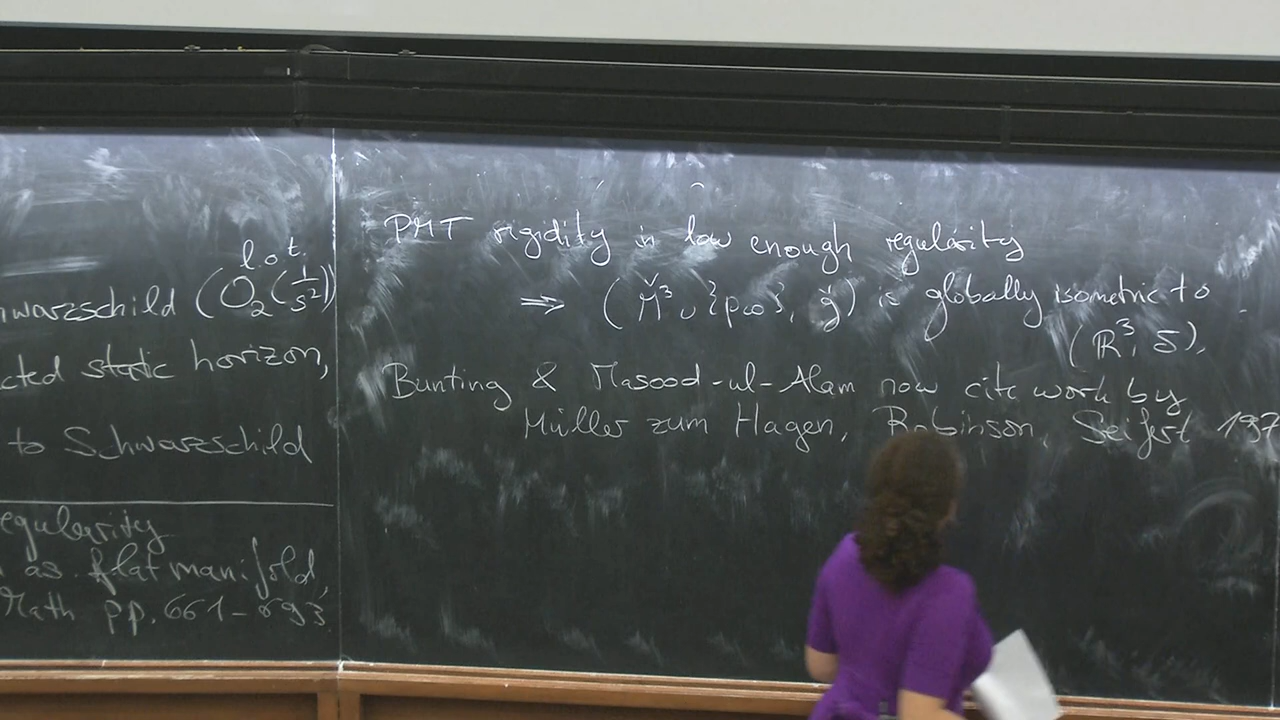 l.o.t.
hwarzschild (O₂(1/s²))
cted static horizon,
to Schwarzschild
egularity
as flat manifold,
Math pp. 661-693
PMT rigidity in low enough regularity
⇒ (M̌³ ∪ {p∞}, ǧ) is globally isometric to
(ℝ³, δ).
Bunting & Masood-ul-Alam now cite work by
Müller zum Hagen, Robinson, Seifert 197